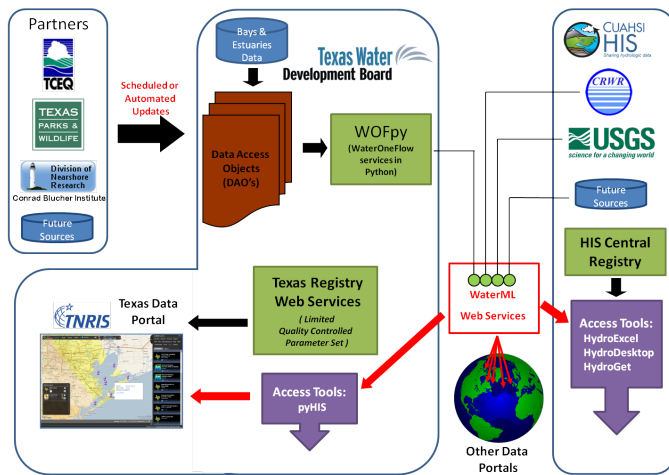 Partners
TCEQ
TEXAS
PARKS &
WILDLIFE
Division of
Nearshore
Research
Conrad Blucher Institute
Future
Sources
Scheduled or
Automated
Updates
Bays &
Estuaries
Data
Texas Water
Development Board
Data Access
Objects
(DAO's)
WOFpy
(WaterOneFlow
services in
Python)
CUAHSI
HIS
Sharing hydrologic data
CRWR
USGS
science for a changing world
Future
Sources
HIS Central
Registry
Access Tools:
HydroExcel
HydroDesktop
HydroGet
WaterML
Web Services
Other Data
Portals
Texas Registry
Web Services
( Limited
Quality Controlled
Parameter Set )
Access Tools:
pyHIS
TNRIS
Texas Data
Portal